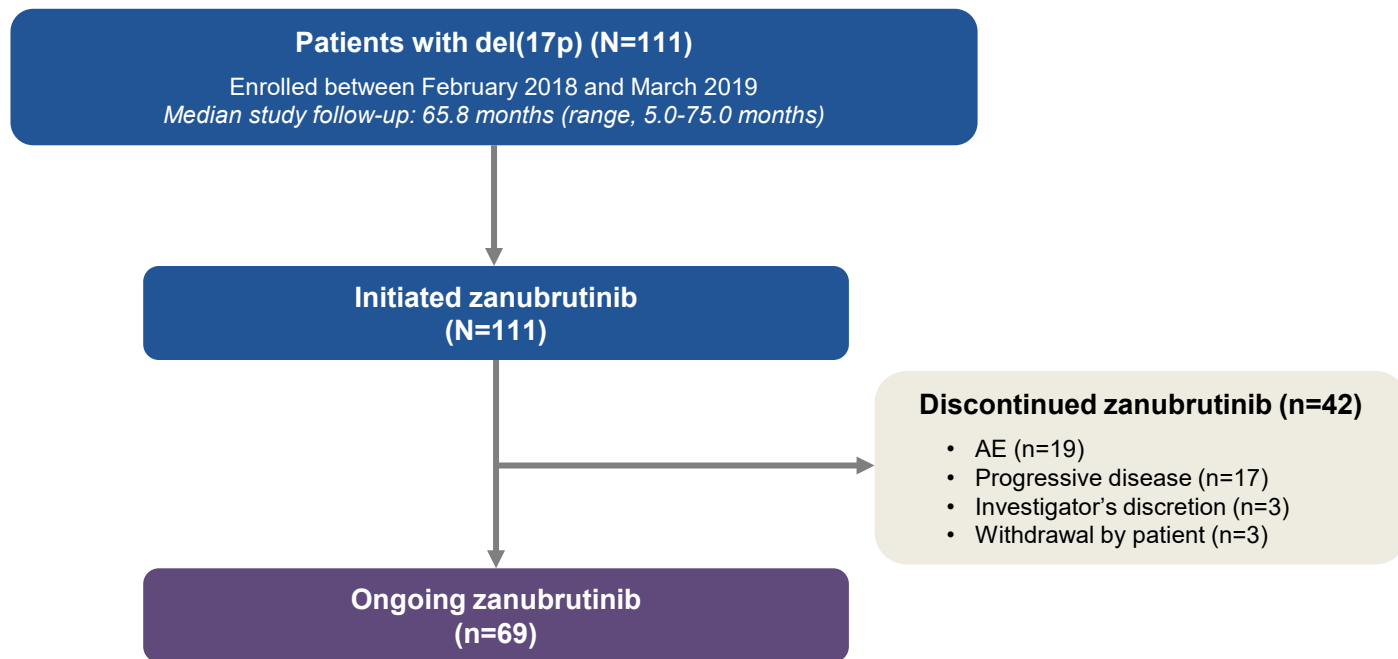 Patients with del(17p) (N=111)
Enrolled between February 2018 and March 2019
Median study follow-up: 65.8 months (range, 5.0-75.0 months)
Initiated zanubrutinib
(N=111)
Discontinued zanubrutinib (n=42)
• AE (n=19)
• Progressive disease (n=17)
• Investigator’s discretion (n=3)
• Withdrawal by patient (n=3)
Ongoing zanubrutinib
(n=69)